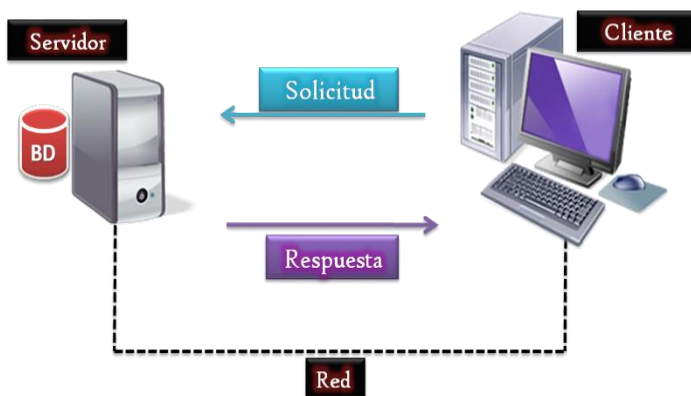 Servidor
Cliente
Solicitud
BD
Respuesta
Red